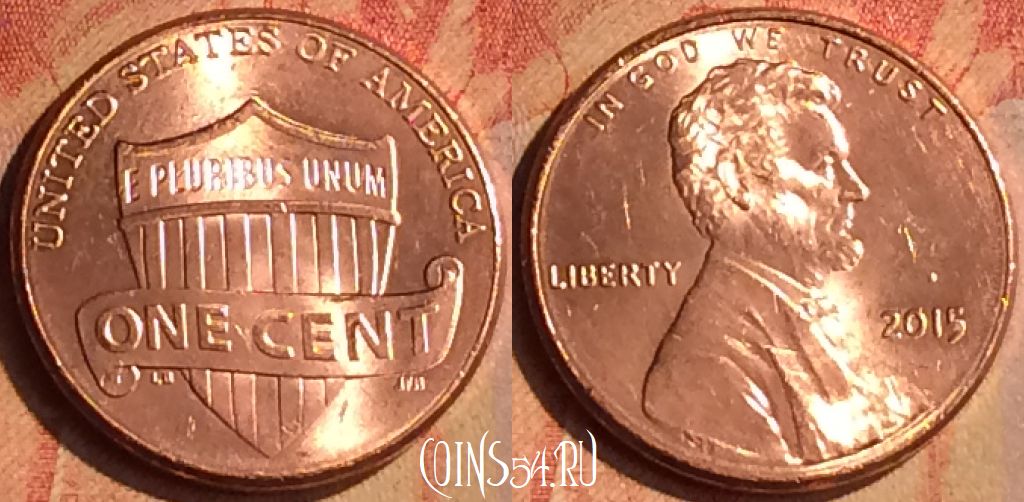 UNITED STATES OF AMERICA
E PLURIBUS UNUM
ONE CENT
IN GOD WE TRUST
LIBERTY
2015
COINS54.RU